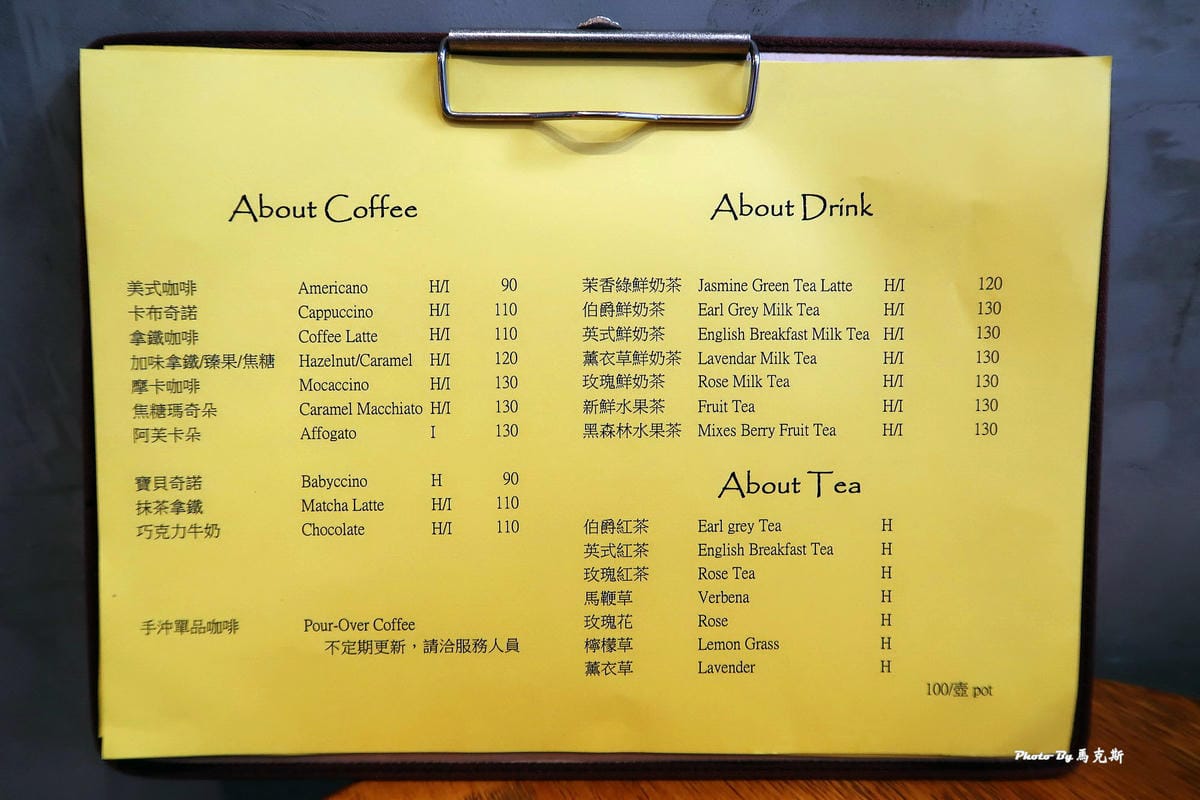 About Coffee
美式咖啡 Americano H/I 90
卡布奇諾 Cappuccino H/I 110
拿鐵咖啡 Coffee Latte H/I 110
加味拿鐵/臻果/焦糖 Hazelnut/Caramel H/I 120
摩卡咖啡 Mocaccino H/I 130
焦糖瑪奇朵 Caramel Macchiato H/I 130
阿芙卡朵 Affogato I 130
寶貝奇諾 Babyccino H 90
抹茶拿鐵 Matcha Latte H/I 110
巧克力牛奶 Chocolate H/I 110
手沖單品咖啡 Pour-Over Coffee
不定期更新，請洽服務人員
About Drink
茉香綠鮮奶茶 Jasmine Green Tea Latte H/I 120
伯爵鮮奶茶 Earl Grey Milk Tea H/I 130
英式鮮奶茶 English Breakfast Milk Tea H/I 130
薰衣草鮮奶茶 Lavendar Milk Tea H/I 130
玫瑰鮮奶茶 Rose Milk Tea H/I 130
新鮮水果茶 Fruit Tea H/I 130
黑森林水果茶 Mixes Berry Fruit Tea H/I 130
About Tea
伯爵紅茶 Earl grey Tea H
英式紅茶 English Breakfast Tea H
玫瑰紅茶 Rose Tea H
馬鞭草 Verbena H
玫瑰花 Rose H
檸檬草 Lemon Grass H
薰衣草 Lavender H
100/壺 pot
Photo By 馬克斯